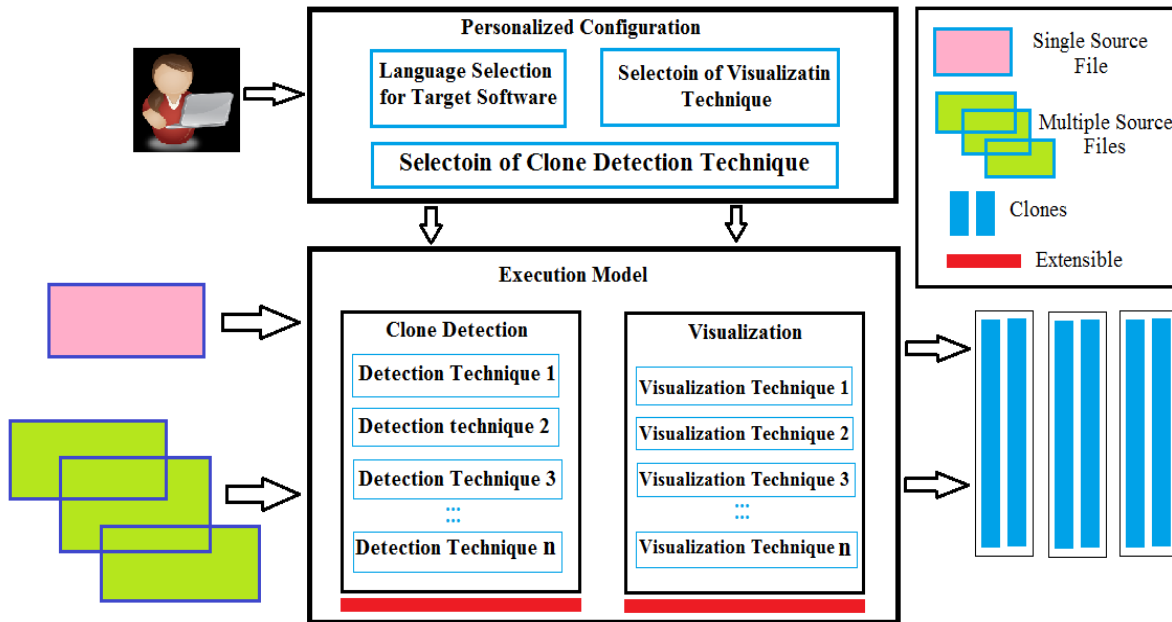 Personalized Configuration
Language Selection
for Target Software
Selectoin of Visualizatin
Technique
Selectoin of Clone Detection Technique
Single Source
File
Multiple Source
Files
Clones
Extensible
Execution Model
Clone Detection
Detection Technique 1
Detection technique 2
Detection Technique 3
...
...
Detection Technique n
Visualization
Visualization Technique 1
Visualization Technique 2
Visualization Technique 3
...
...
Visualization Technique n